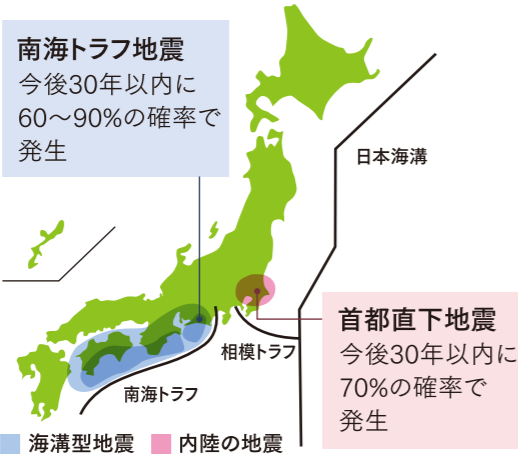 南海トラフ地震
今後30年以内に
60～90%の確率で
発生
日本海溝
首都直下地震
今後30年以内に
70%の確率で
発生
相模トラフ
南海トラフ
海溝型地震
内陸の地震